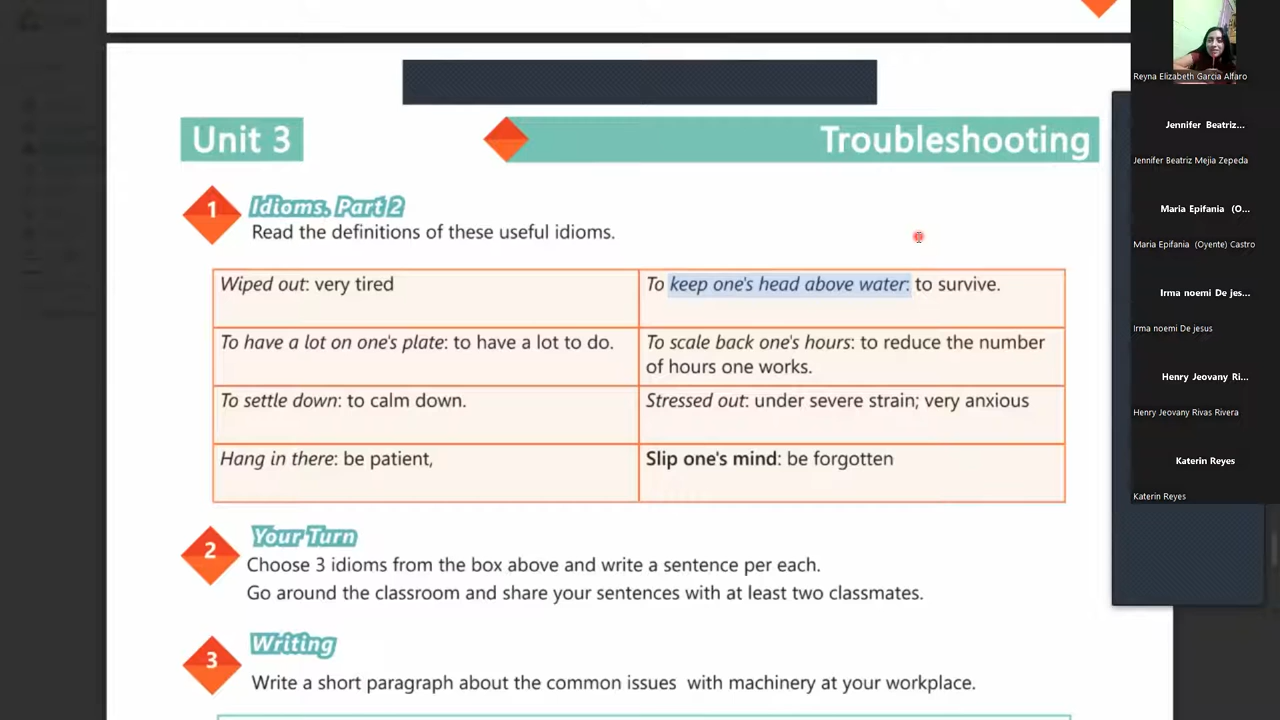 Unit 3
Troubleshooting
1
Idioms. Part 2
Read the definitions of these useful idioms.
Wiped out: very tired
To keep one's head above water: to survive.
To have a lot on one's plate: to have a lot to do.
To scale back one's hours: to reduce the number
of hours one works.
To settle down: to calm down.
Stressed out: under severe strain; very anxious
Hang in there: be patient,
Slip one's mind: be forgotten
2
Your Turn
Choose 3 idioms from the box above and write a sentence per each.
Go around the classroom and share your sentences with at least two classmates.
3
Writing
Write a short paragraph about the common issues with machinery at your workplace.
Reyna Elizabeth Garcia Alfaro
Jennifer Beatriz...
Jennifer Beatriz Mejia Zepeda
Maria Epifania (O...
Maria Epifania (Oyente) Castro
Irma noemi De jes...
Irma noemi De jesus
Henry Jeovany Ri...
Henry Jeovany Rivas Rivera
Katerin Reyes
Katerin Reyes